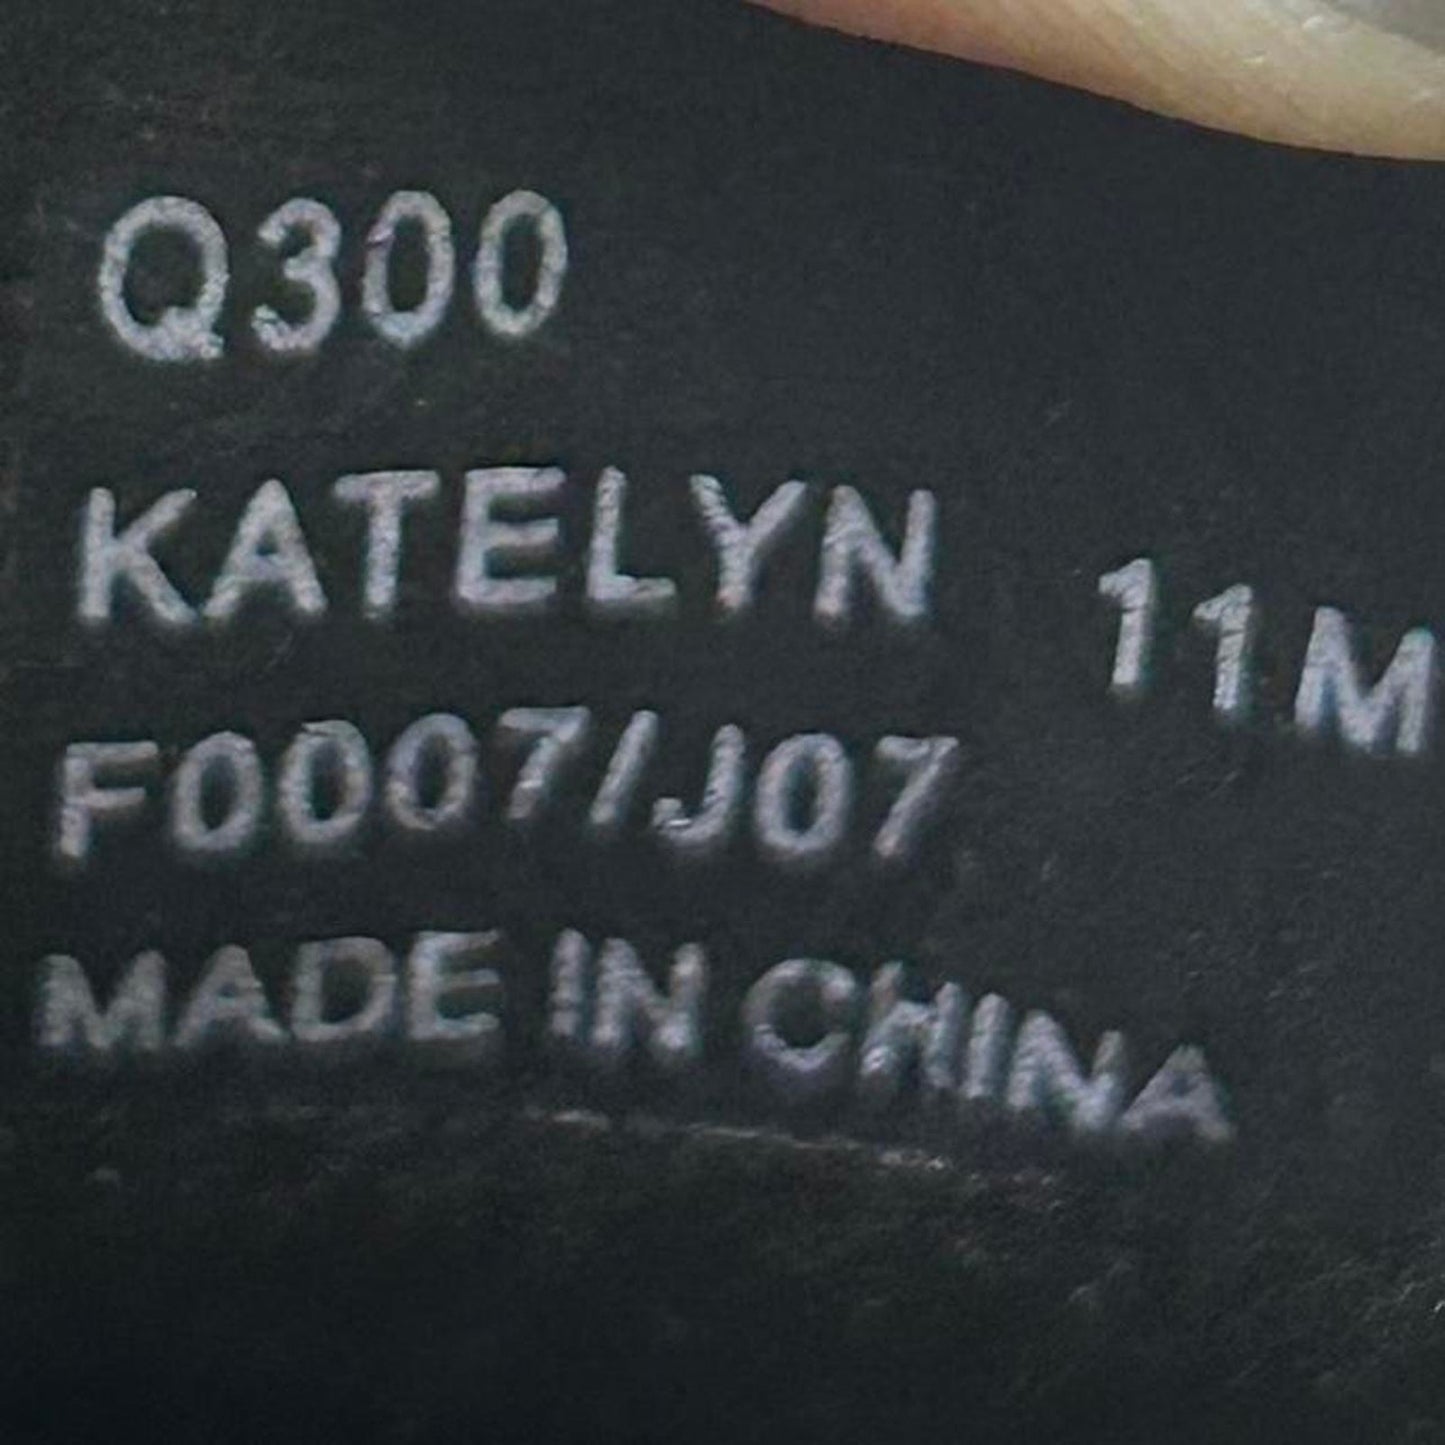 Q300
KATELYN 11M
F0007/J07
MADE IN CHINA